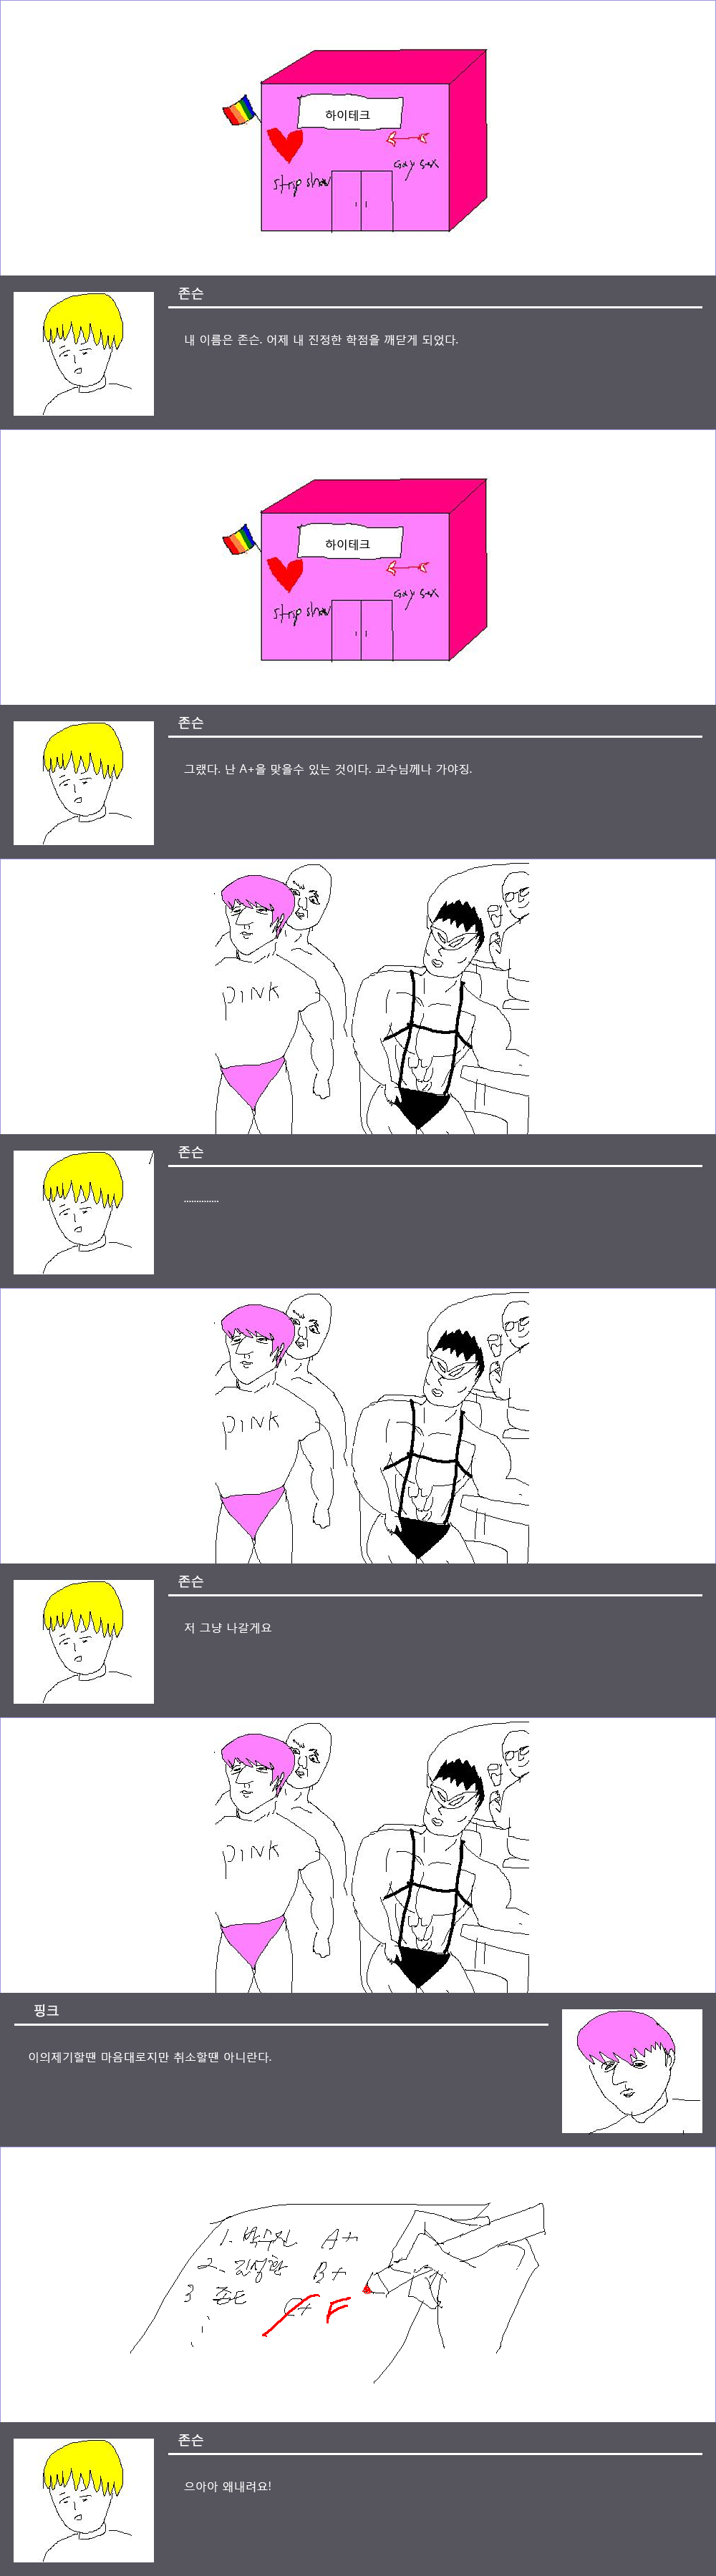 하이테크
strip show
Gay Sex
존슨
내 이름은 존슨. 어제 내 진정한 학점을 깨닫게 되었다.
하이테크
strip show
Gay Sex
존슨
그랬다. 난 A+을 맞을수 있는 것이다. 교수님께나 가야징.
PINK
존슨
..............
PINK
존슨
저 그냥 나갈게요
PINK
핑크
이의제기할땐 마음대로지만 취소할땐 아니란다.
1. 박수진 A+
2. 김성환 B+
3 C+ F
존슨
으아아 왜내려요!